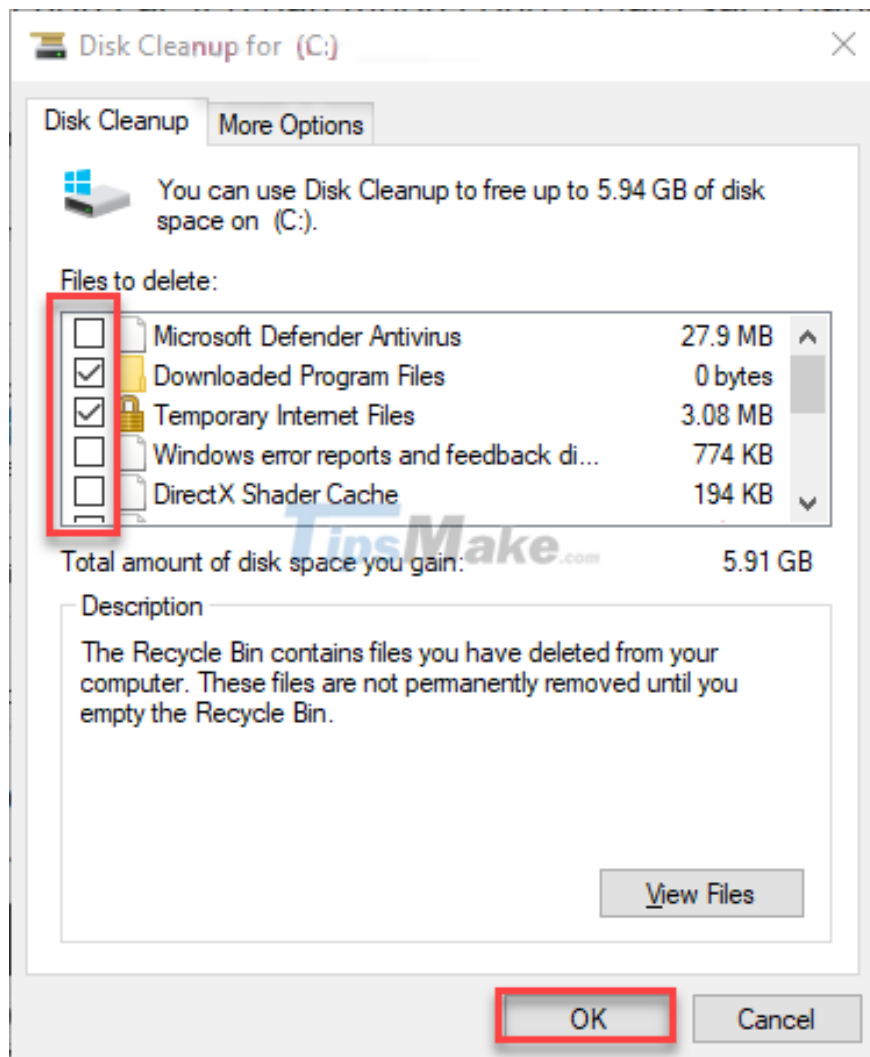 Disk Cleanup for (C:)
Disk Cleanup
More Options
You can use Disk Cleanup to free up to 5.94 GB of disk
space on (C:).
Files to delete:
Microsoft Defender Antivirus 27.9 MB
Downloaded Program Files 0 bytes
Temporary Internet Files 3.08 MB
Windows error reports and feedback di... 774 KB
DirectX Shader Cache 194 KB
TipsMake.com
Total amount of disk space you gain: 5.91 GB
Description
The Recycle Bin contains files you have deleted from your
computer. These files are not permanently removed until you
empty the Recycle Bin.
View Files
OK Cancel